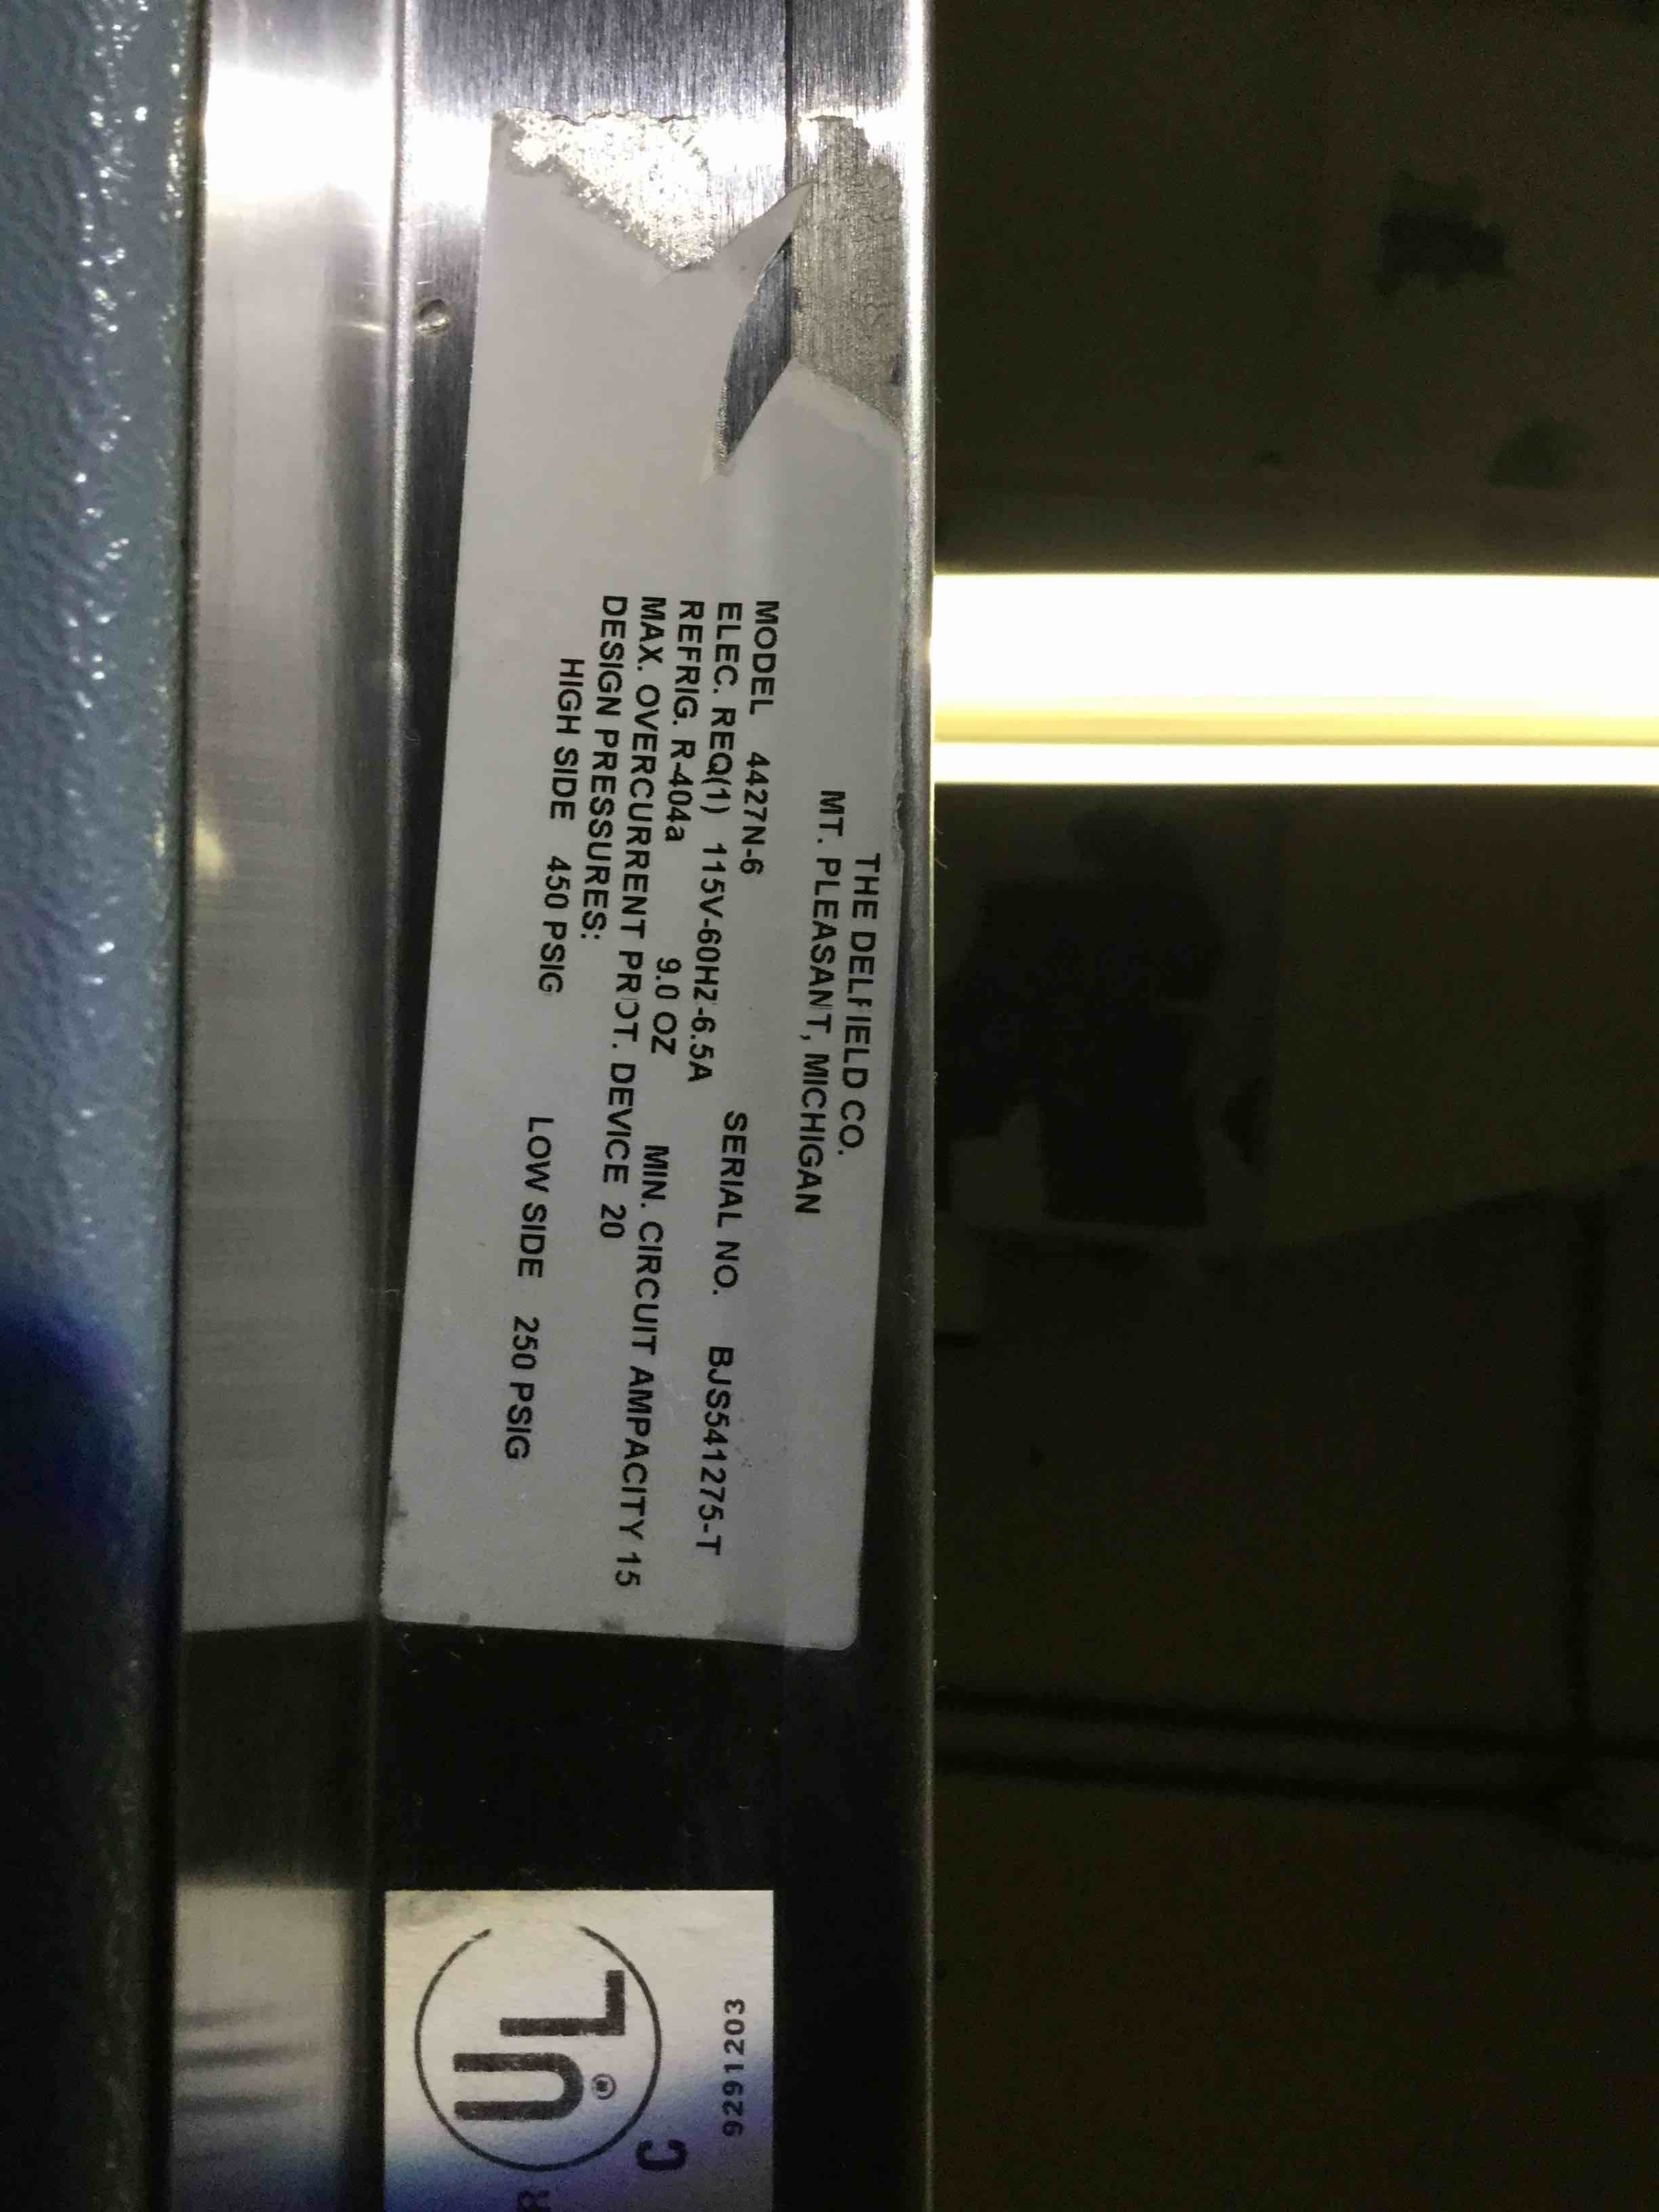 THE DELFIELD CO.
MT. PLEASANT, MICHIGAN
MODEL 4427N-6 SERIAL NO. BJS541275-T
ELEC. REQ(1) 115V-60HZ-6.5A
REFRIG. R-404a 9.0 OZ MIN. CIRCUIT AMPACITY 15
MAX. OVERCURRENT PROT. DEVICE 20
DESIGN PRESSURES:
HIGH SIDE 450 PSIG LOW SIDE 250 PSIG
9291203
C
UL®